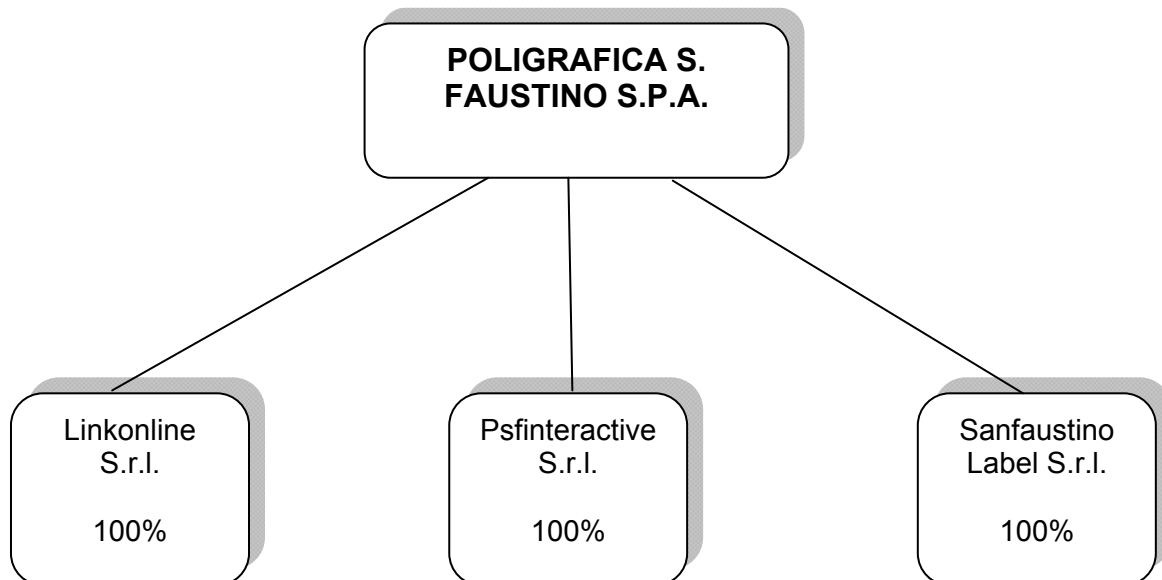 POLIGRAFICA S.
FAUSTINO S.P.A.
Linkonline
S.r.l.
100%
Psfinteractive
S.r.l.
100%
Sanfaustino
Label S.r.l.
100%